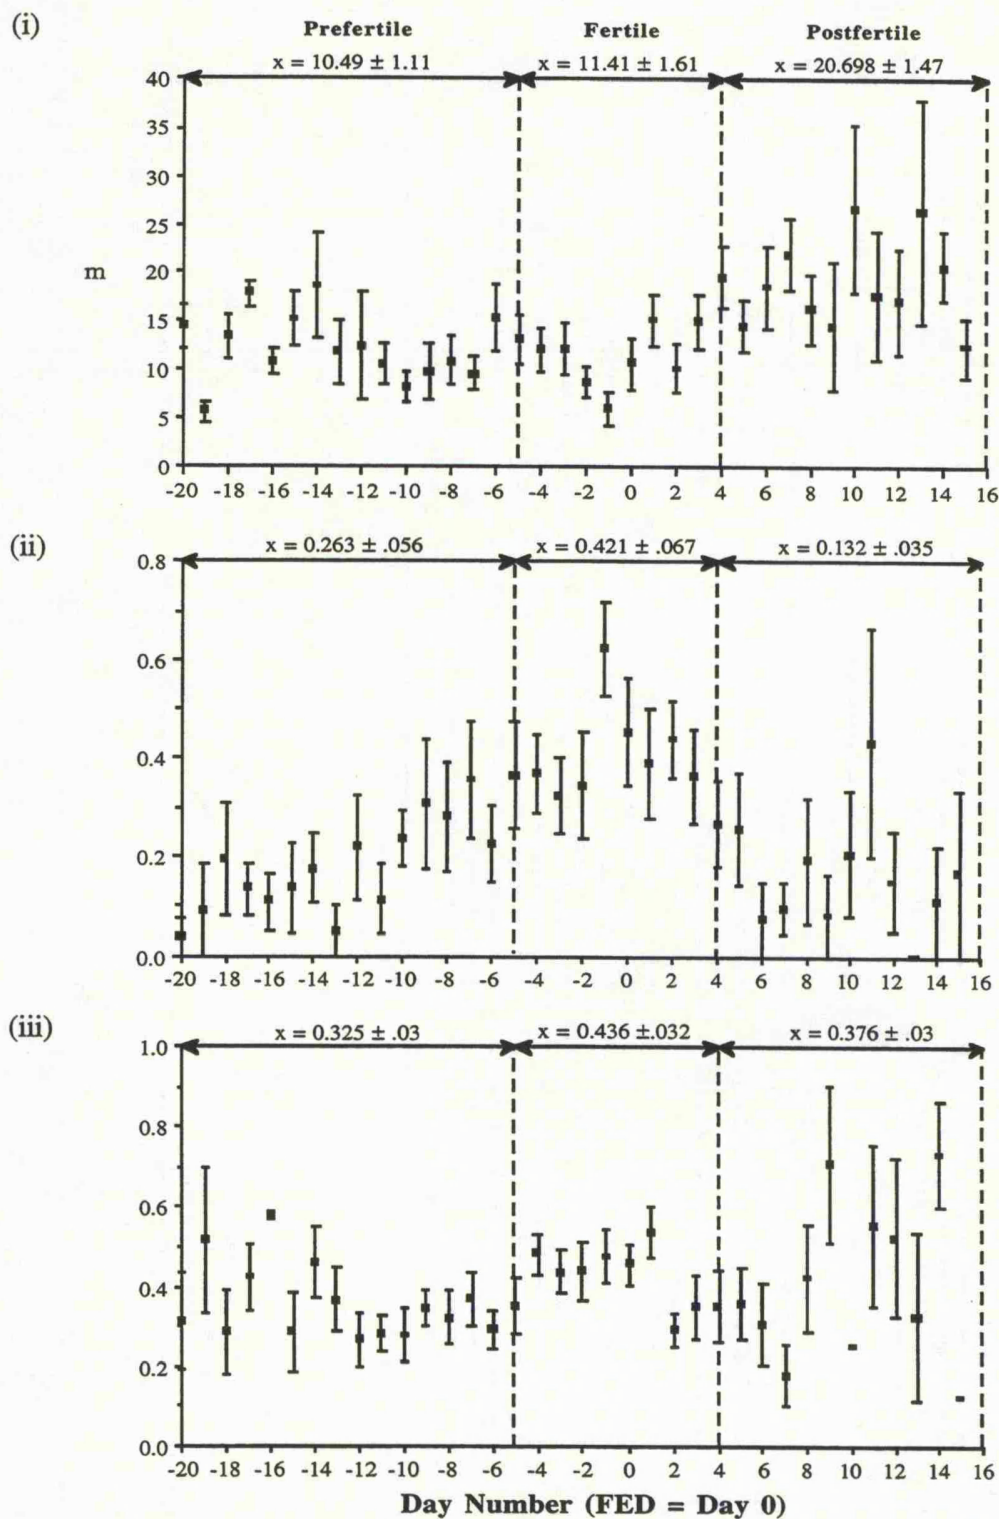 (i)
Prefertile Fertile Postfertile
x = 10.49 ± 1.11 x = 11.41 ± 1.61 x = 20.698 ± 1.47
40
35
30
25
m
20
15
10
5
0
-20 -18 -16 -14 -12 -10 -8 -6 -4 -2 0 2 4 6 8 10 12 14 16
(ii)
x = 0.263 ± .056 x = 0.421 ± .067 x = 0.132 ± .035
0.8
0.6
0.4
0.2
0.0
-20 -18 -16 -14 -12 -10 -8 -6 -4 -2 0 2 4 6 8 10 12 14 16
(iii)
x = 0.325 ± .03 x = 0.436 ±.032 x = 0.376 ± .03
1.0
0.8
0.6
0.4
0.2
0.0
-20 -18 -16 -14 -12 -10 -8 -6 -4 -2 0 2 4 6 8 10 12 14 16
Day Number (FED = Day 0)